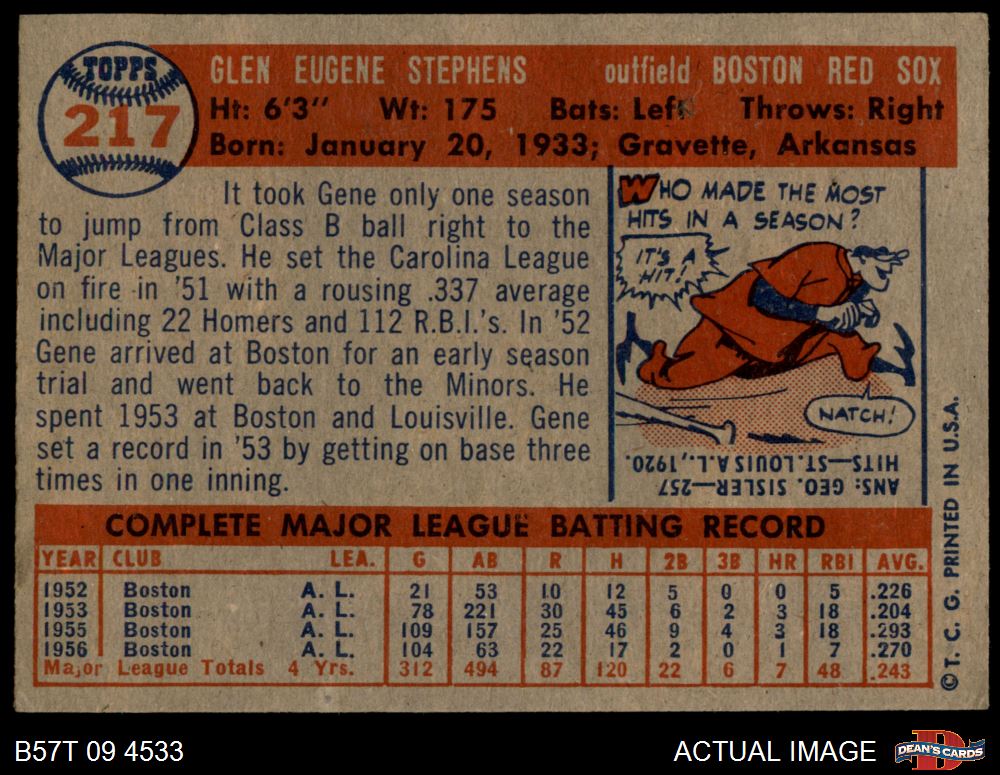 TOPPS
217
GLEN EUGENE STEPHENS outfield BOSTON RED SOX
Ht: 6'3" Wt: 175 Bats: Left Throws: Right
Born: January 20, 1933; Gravette, Arkansas
It took Gene only one season
to jump from Class B ball right to the
Major Leagues. He set the Carolina League
on fire in '51 with a rousing .337 average
including 22 Homers and 112 R.B.I.'s. In '52
Gene arrived at Boston for an early season
trial and went back to the Minors. He
spent 1953 at Boston and Louisville. Gene
set a record in '53 by getting on base three
times in one inning.
WHO MADE THE MOST
HITS IN A SEASON?
IT'S A
HIT!
NATCH!
ANS: GEO. SISLER—257
HITS—ST. LOUIS A.L., 1920.
COMPLETE MAJOR LEAGUE BATTING RECORD
YEAR CLUB LEA. G AB R H 2B 3B HR RBI AVG.
1952 Boston A. L. 21 53 10 12 5 0 0 5 .226
1953 Boston A. L. 78 221 30 45 6 2 3 18 .204
1955 Boston A. L. 109 157 25 46 9 4 3 18 .293
1956 Boston A. L. 104 63 22 17 2 0 1 7 .270
Major League Totals 4 Yrs. 312 494 87 120 22 6 7 48 .243
©T. C. G. PRINTED IN U.S.A.
B57T 09 4533
ACTUAL IMAGE
DEAN'S CARDS